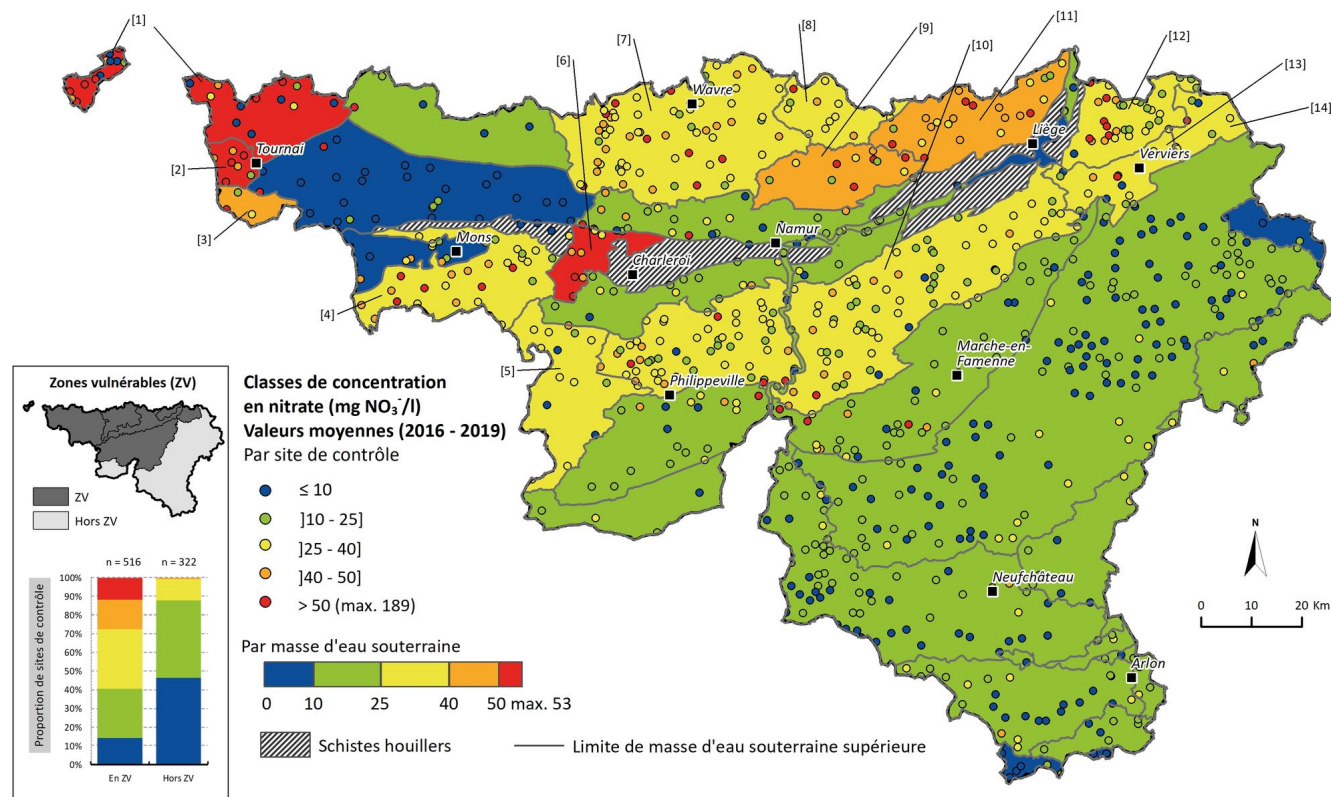 [1]
[2]
[3]
[4]
[5]
[6]
[7]
[8]
[9]
[10]
[11]
[12]
[13]
[14]
Wavre
Liège
Verviers
Tournai
Mons
Namur
Charleroi
Marche-en-
Famenne
Philippeville
Neufchâteau
Arlon
Zones vulnérables (ZV)
ZV
Hors ZV
n = 516 n = 322
Proportion de sites de contrôle
100%
90%
80%
70%
60%
50%
40%
30%
20%
10%
0%
En ZV Hors ZV
Classes de concentration
en nitrate (mg NO₃⁻/l)
Valeurs moyennes (2016 - 2019)
Par site de contrôle
≤ 10
]10 - 25]
]25 - 40]
]40 - 50]
> 50 (max. 189)
Par masse d'eau souterraine
0 10 25 40 50 max. 53
Schistes houillers
Limite de masse d'eau souterraine supérieure
N
0 10 20 Km